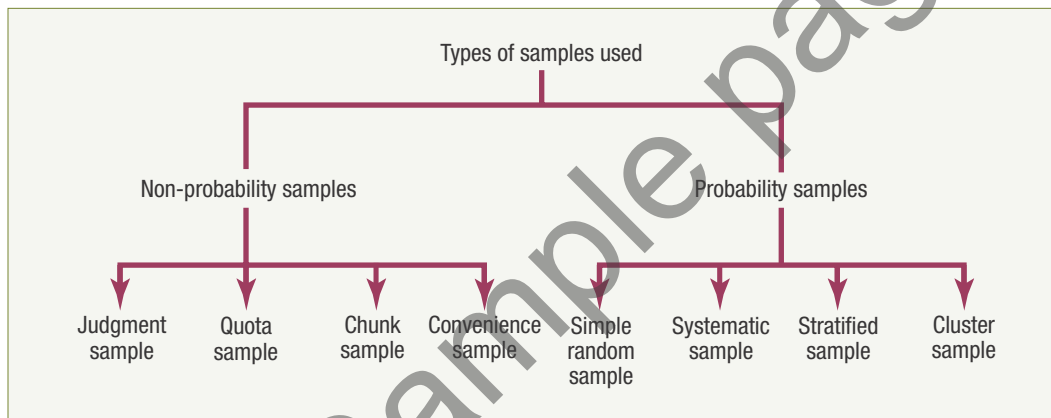 Types of samples used
Non-probability samples
Probability samples
Judgment
sample
Quota
sample
Chunk
sample
Convenience
sample
Simple
random
sample
Systematic
sample
Stratified
sample
Cluster
sample
sample pag